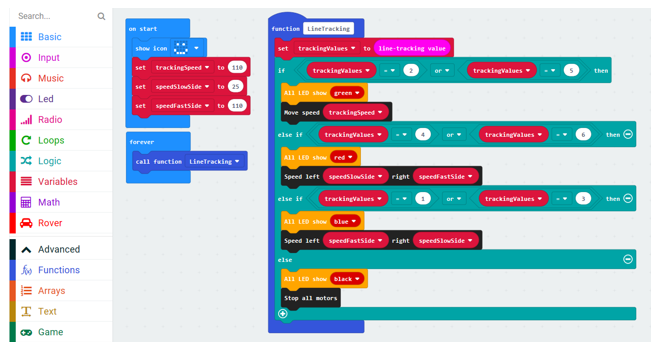 Search...
Basic
Input
Music
Led
Radio
Loops
Logic
Variables
Math
Rover
Advanced
Functions
Arrays
Text
Game
on start
show icon
set trackingSpeed to 110
set speedSlowSide to 25
set speedFastSide to 110
forever
call function LineTracking
function LineTracking
set trackingValues to line-tracking value
if trackingValues = 2 or trackingValues = 5 then
All LED show green
Move speed trackingSpeed
else if trackingValues = 4 or trackingValues = 6 then
All LED show red
Speed left speedSlowSide right speedFastSide
else if trackingValues = 1 or trackingValues = 3 then
All LED show blue
Speed left speedFastSide right speedSlowSide
else
All LED show black
Stop all motors